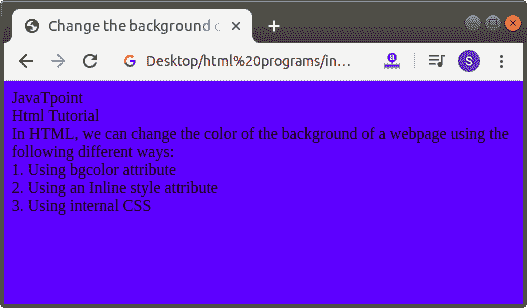 Change the background c
Desktop/html%20programs/in...
a
S
JavaTpoint
Html Tutorial
In HTML, we can change the color of the background of a webpage using the
following different ways:
1. Using bgcolor attribute
2. Using an Inline style attribute
3. Using internal CSS